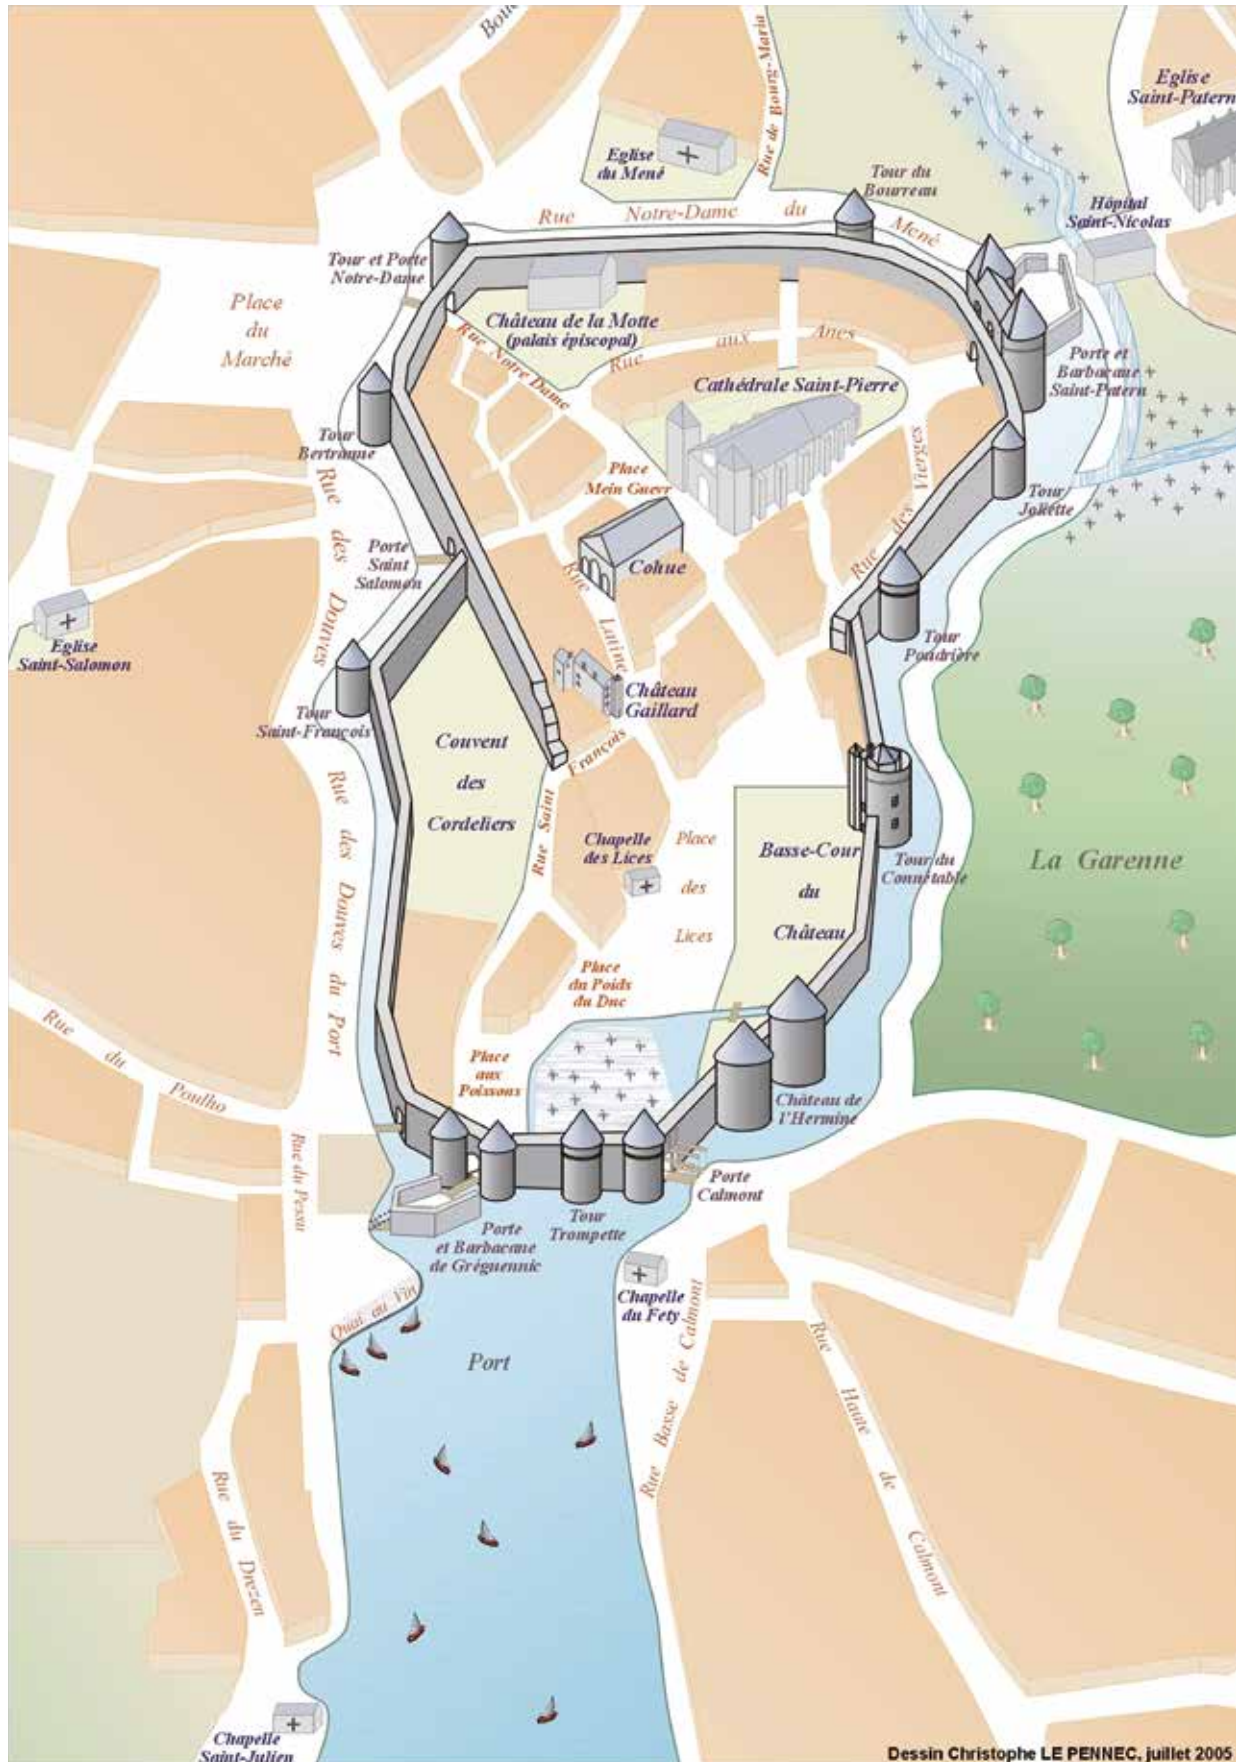 Rue de Bourg-Maria
Eglise
Saint-Patern
Eglise
du Mené
Tour du
Bourreau
Hôpital
Saint-Nicolas
Rue Notre-Dame du Mené
Tour et Porte
Notre-Dame
Place
du
Marché
Château de la Motte
(palais épiscopal)
Rue Notre Dame
Rue aux Anes
Porte et
Barbacane
Saint-Patern
Cathédrale Saint-Pierre
Tour
Bertranne
Rue des Vierges
Place
Mein Guevr
Tour
Joliette
Rue des Douves
Porte
Saint
Salomon
Cohue
Rue Latine
Eglise
Saint-Salomon
Tour
Poudrière
Château
Gaillard
Tour
Saint-François
Couvent
des
Cordeliers
Rue Saint François
Rue des Douves du Port
Chapelle
des Lices
Place
des
Lices
Basse-Cour
du
Château
Tour du
Connétable
La Garenne
Place
du Poids
du Duc
Rue du Poulho
Place
aux
Poissons
Château de
l'Hermine
Rue du Pessu
Porte
Calmont
Porte
et Barbacane
de Gréguennic
Tour
Trompette
Chapelle
du Fety
Quai au Vin
Port
Rue Basse de Calmont
Rue Haute de Calmont
Rue du Drezen
Chapelle
Saint-Julien
Dessin Christophe LE PENNEC, juillet 2005